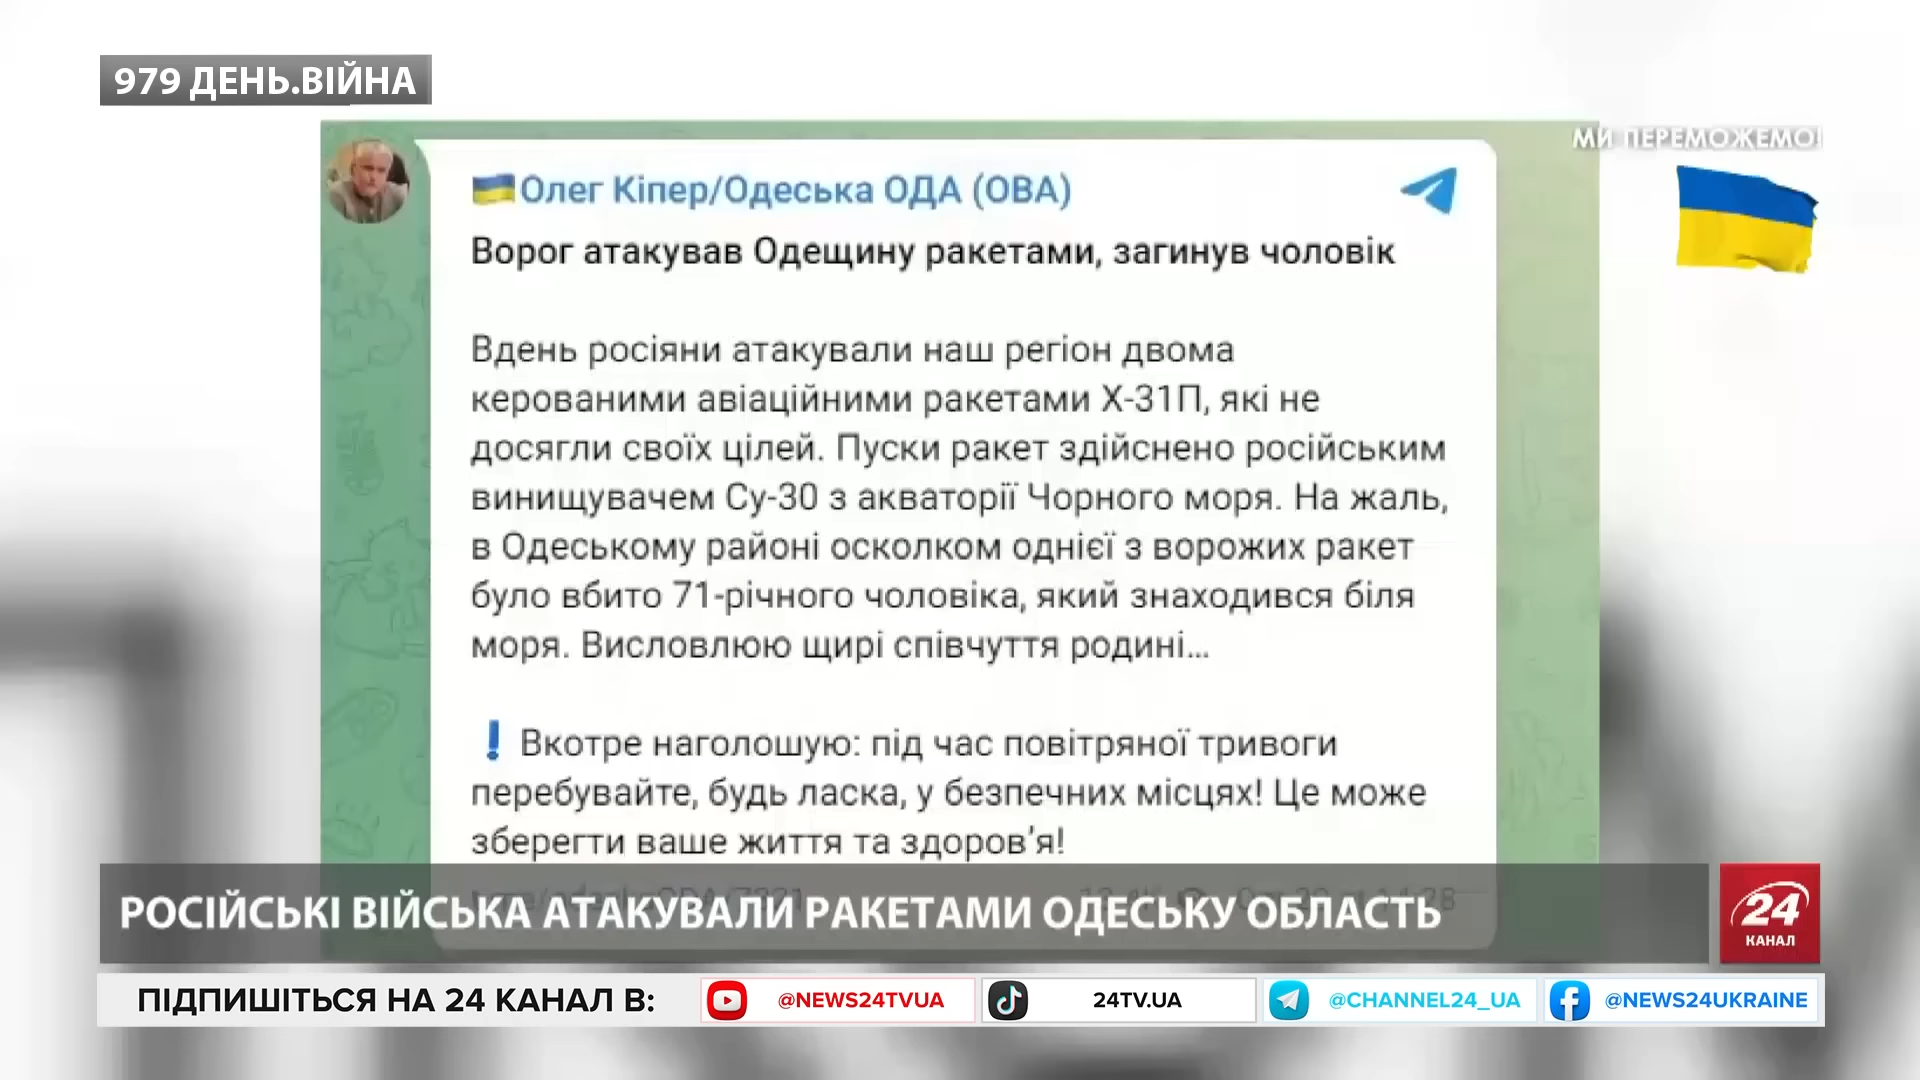 979 ДЕНЬ.ВІЙНА
МИ ПЕРЕМОЖЕМО!
Олег Кіпер/Одеська ОДА (ОВА)
Ворог атакував Одещину ракетами, загинув чоловік
Вдень росіяни атакували наш регіон двома
керованими авіаційними ракетами Х-31П, які не
досягли своїх цілей. Пуски ракет здійснено російським
винищувачем Су-30 з акваторії Чорного моря. На жаль,
в Одеському районі осколком однієї з ворожих ракет
було вбито 71-річного чоловіка, який знаходився біля
моря. Висловлюю щирі співчуття родині...
❗ Вкотре наголошую: під час повітряної тривоги
перебувайте, будь ласка, у безпечних місцях! Це може
зберегти ваше життя та здоров’я!
РОСІЙСЬКІ ВІЙСЬКА АТАКУВАЛИ РАКЕТАМИ ОДЕСЬКУ ОБЛАСТЬ
24
КАНАЛ
ПІДПИШІТЬСЯ НА 24 КАНАЛ В:
@NEWS24TVUA
24TV.UA
@CHANNEL24_UA
@NEWS24UKRAINE